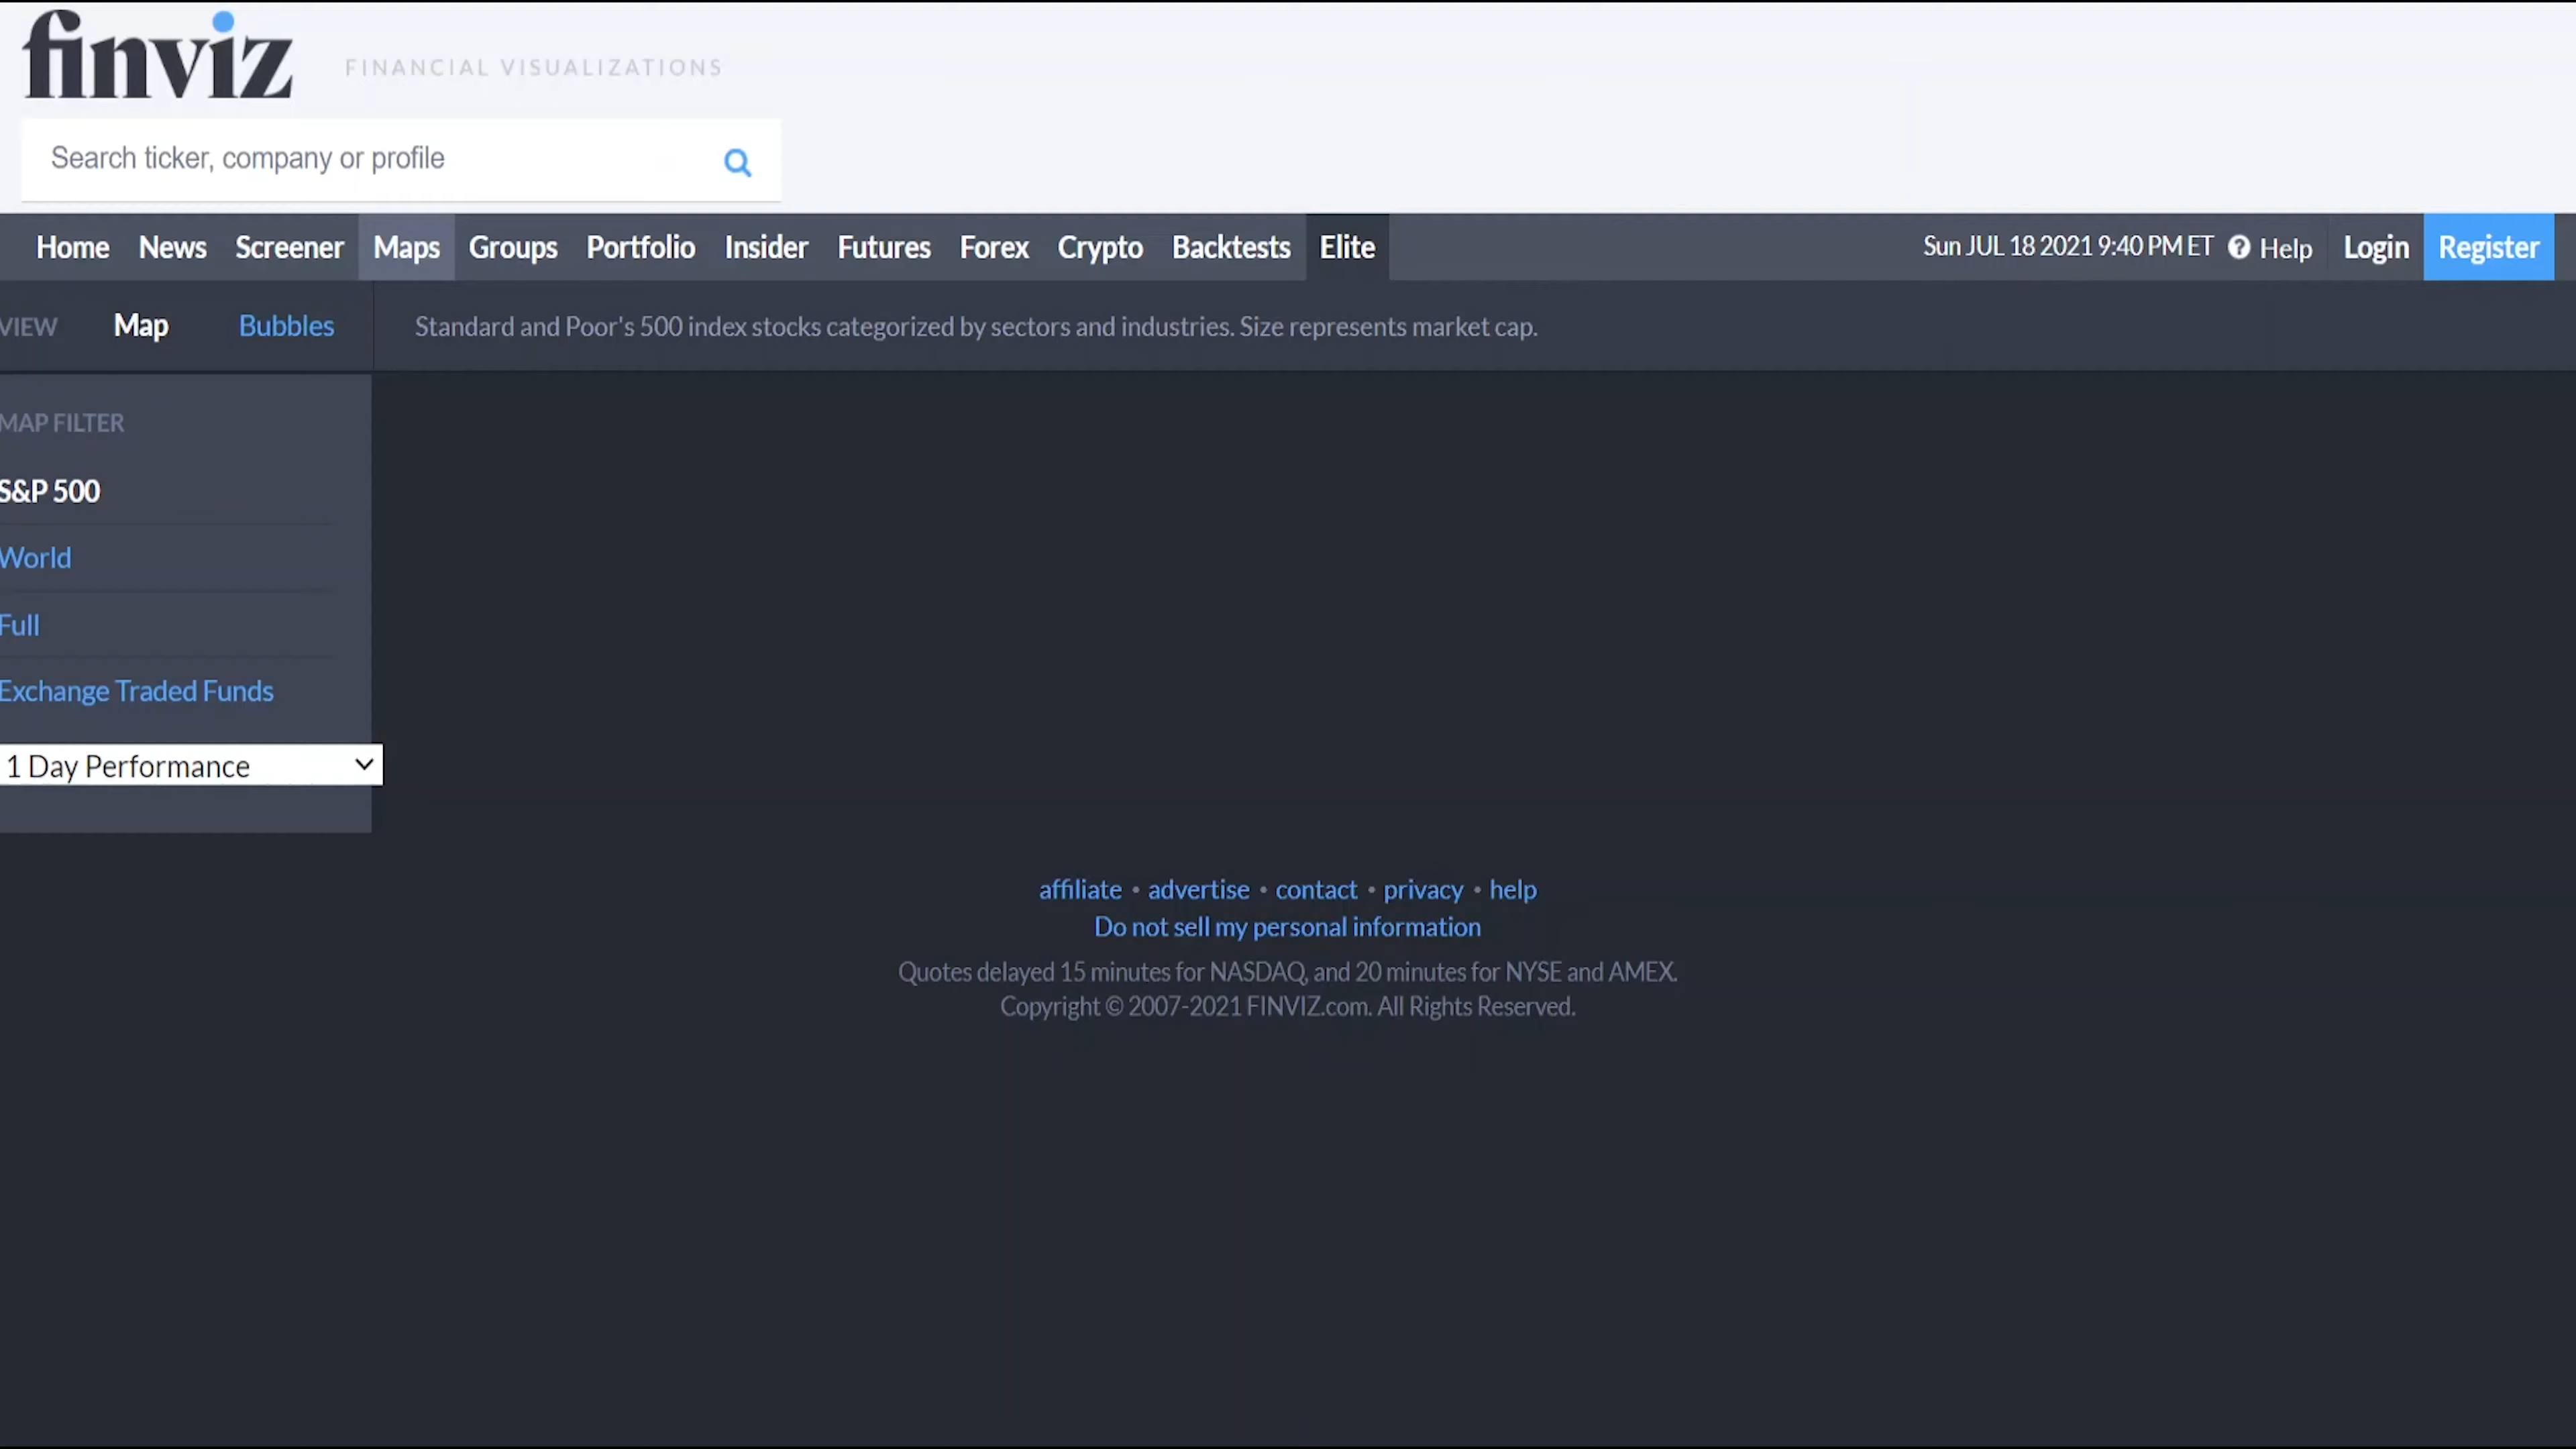 finviz
FINANCIAL VISUALIZATIONS
Search ticker, company or profile
Home News Screener Maps Groups Portfolio Insider Futures Forex Crypto Backtests Elite Sun JUL 18 2021 9:40 PM ET Help Login Register
VIEW Map Bubbles Standard and Poor's 500 index stocks categorized by sectors and industries. Size represents market cap.
MAP FILTER
S&P 500
World
Full
Exchange Traded Funds
1 Day Performance
affiliate • advertise • contact • privacy • help
Do not sell my personal information
Quotes delayed 15 minutes for NASDAQ, and 20 minutes for NYSE and AMEX.
Copyright © 2007-2021 FINVIZ.com. All Rights Reserved.